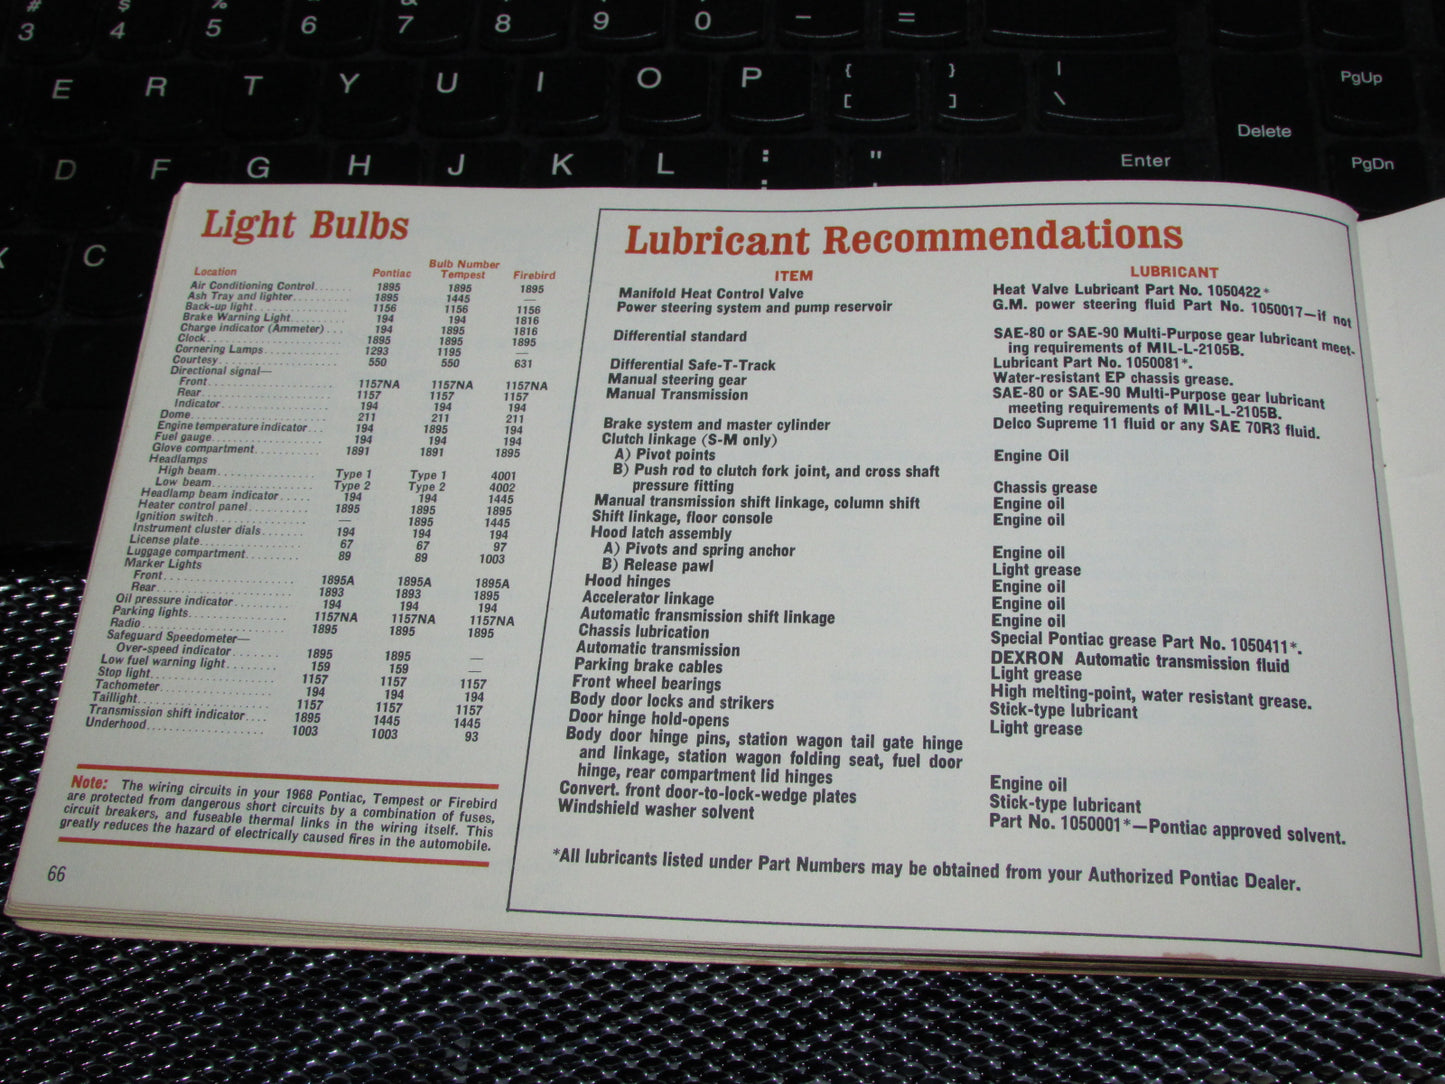 # $ % &
3 4 5 6 7 8 9 0 – =
E R T Y U I O P { [ } ] | \ PgUp
Delete
D F G H J K L : ; " ' Enter PgDn
X C
Light Bulbs
Bulb Number
Location Pontiac Tempest Firebird
Air Conditioning Control....... 1895 1895 1895
Ash Tray and lighter........... 1895 1445 —
Back-up light.................. 1156 1156 1156
Brake Warning Light............ 194 194 1816
Charge indicator (Ammeter)... 194 1895 1816
Clock.......................... 1895 1895 1895
Cornering Lamps................ 1293 1195 —
Courtesy....................... 550 550 631
Directional signal—
Front.......................... 1157NA 1157NA 1157NA
Rear........................... 1157 1157 1157
Indicator...................... 194 194 194
Dome........................... 211 211 211
Engine temperature indicator... 194 1895 194
Fuel gauge..................... 194 194 194
Glove compartment.............. 1891 1891 1895
Headlamps
High beam...................... Type 1 Type 1 4001
Low beam....................... Type 2 Type 2 4002
Headlamp beam indicator..... 194 194 1445
Heater control panel........... 1895 1895 1895
Ignition switch................ — 1895 1445
Instrument cluster dials....... 194 194 194
License plate.................. 67 67 97
Luggage compartment......... 89 89 1003
Marker Lights
Front.......................... 1895A 1895A 1895A
Rear........................... 1893 1893 1895
Oil pressure indicator......... 194 194 194
Parking lights................. 1157NA 1157NA 1157NA
Radio.......................... 1895 1895 1895
Safeguard Speedometer—
Over-speed indicator....... 1895 1895 —
Low fuel warning light........ 159 159 —
Stop light..................... 1157 1157 1157
Tachometer..................... 194 194 194
Taillight...................... 1157 1157 1157
Transmission shift indicator.... 1895 1445 1445
Underhood...................... 1003 1003 93
Note: The wiring circuits in your 1968 Pontiac, Tempest or Firebird
are protected from dangerous short circuits by a combination of fuses,
circuit breakers, and fuseable thermal links in the wiring itself. This
greatly reduces the hazard of electrically caused fires in the automobile.
66
Lubricant Recommendations
ITEM LUBRICANT
Manifold Heat Control Valve Heat Valve Lubricant Part No. 1050422*
Power steering system and pump reservoir G.M. power steering fluid Part No. 1050017—if not
Differential standard SAE-80 or SAE-90 Multi-Purpose gear lubricant meet-
ing requirements of MIL-L-2105B.
Differential Safe-T-Track Lubricant Part No. 1050081*.
Manual steering gear Water-resistant EP chassis grease.
Manual Transmission SAE-80 or SAE-90 Multi-Purpose gear lubricant
meeting requirements of MIL-L-2105B.
Brake system and master cylinder Delco Supreme 11 fluid or any SAE 70R3 fluid.
Clutch linkage (S-M only)
A) Pivot points Engine Oil
B) Push rod to clutch fork joint, and cross shaft
pressure fitting Chassis grease
Manual transmission shift linkage, column shift Engine oil
Shift linkage, floor console Engine oil
Hood latch assembly
A) Pivots and spring anchor Engine oil
B) Release pawl Light grease
Hood hinges Engine oil
Accelerator linkage Engine oil
Automatic fransmission shift linkage Engine oil
Chassis lubrication Special Pontiac grease Part No. 1050411*.
Automatic transmission DEXRON Automatic transmission fluid
Parking brake cables Light grease
Front wheel bearings High melting-point, water resistant grease.
Body door locks and strikers Stick-type lubricant
Door hinge hold-opens Light grease
Body door hinge pins, station wagon tail gate hinge
and linkage, station wagon folding seat, fuel door
hinge, rear compartment lid hinges Engine oil
Convert. front door-to-lock-wedge plates Stick-type lubricant
Windshield washer solvent Part No. 1050001*—Pontiac approved solvent.
*All lubricants listed under Part Numbers may be obtained from your Authorized Pontiac Dealer.